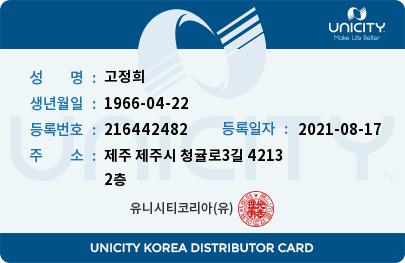 UNICITY
Make Life Better
성 명 : 고정희
생년월일 : 1966-04-22
등록번호 : 216442482 등록일자 : 2021-08-17
주 소 : 제주 제주시 청귤로3길 4213
2층
UNICITY
유니시티코리아(유)
UNICITY KOREA DISTRIBUTOR CARD